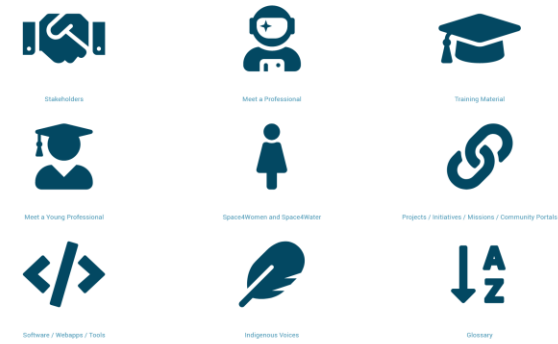 Stakeholders
Meet a Professional
Training Material
Meet a Young Professional
Space4Women and Space4Water
Projects / Initiatives / Missions / Community Portals
Software / Webapps / Tools
Indigenous Voices
A
Z
Glossary